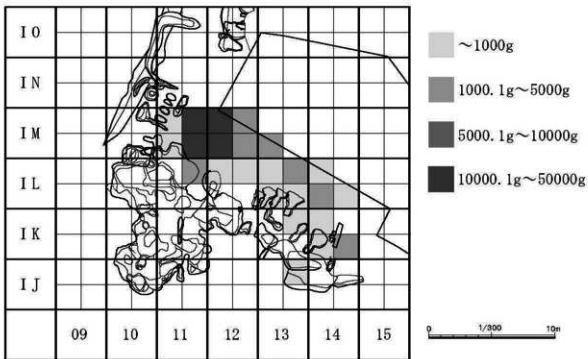 IO
IN
IM
IL
IK
IJ
09 10 11 12 13 14 15
～1000g
1000.1g～5000g
5000.1g～10000g
10000.1g～50000g
0 1/300 10m